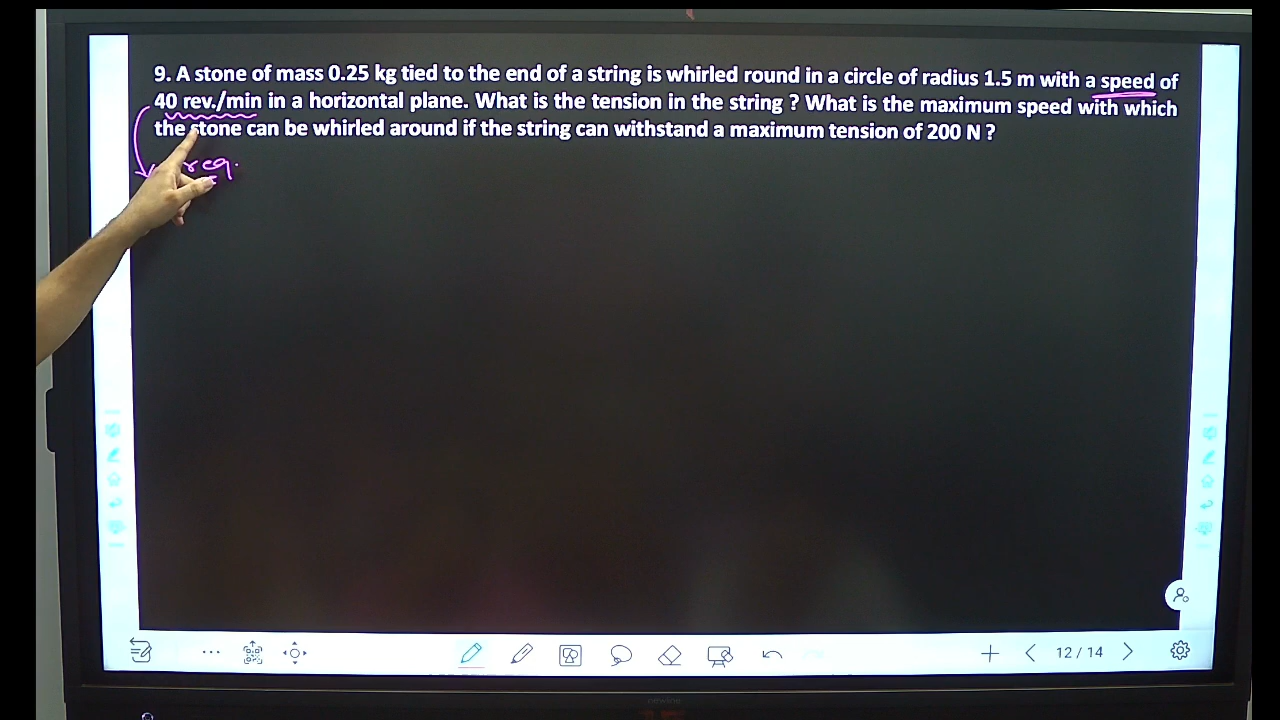 9. A stone of mass 0.25 kg tied to the end of a string is whirled round in a circle of radius 1.5 m with a speed of
40 rev./min in a horizontal plane. What is the tension in the string ? What is the maximum speed with which
the stone can be whirled around if the string can withstand a maximum tension of 200 N ?
12 / 14